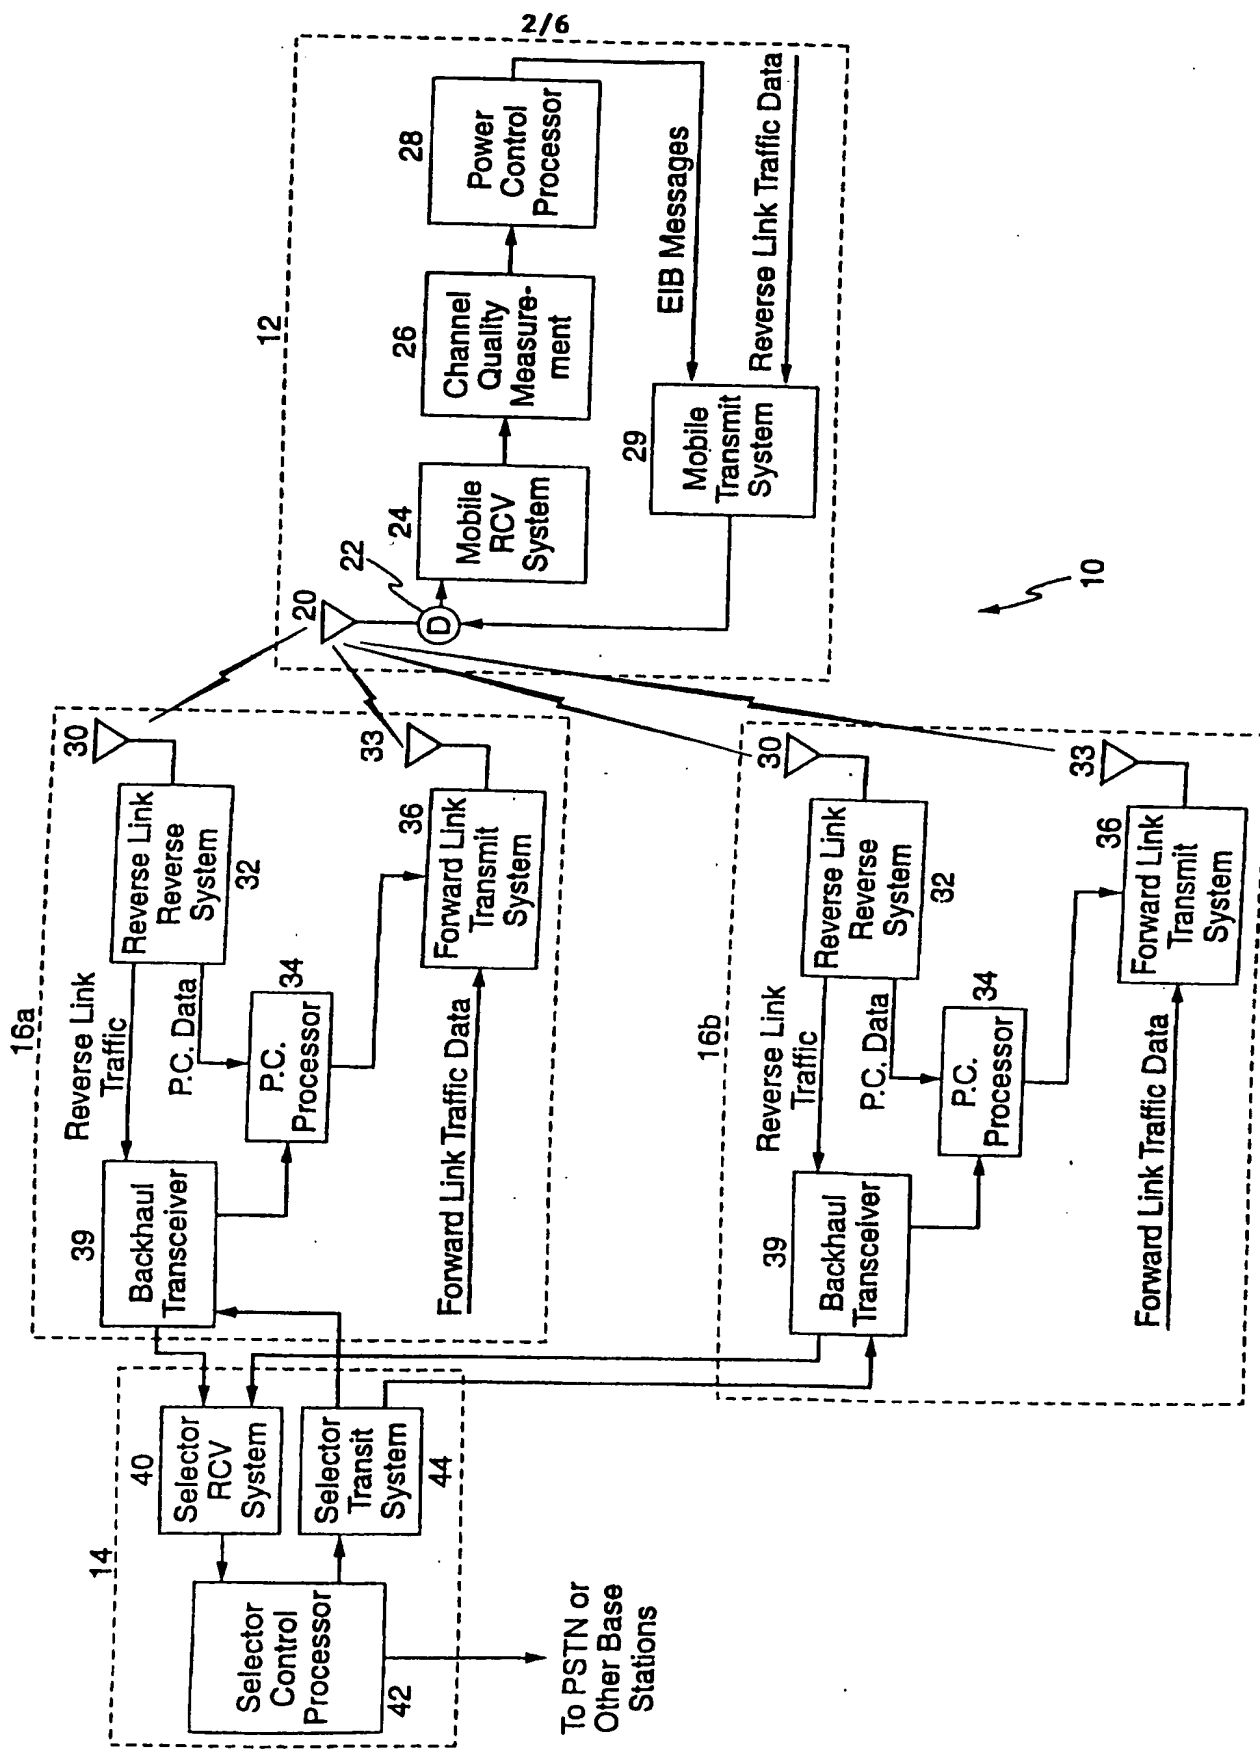 2/6
14
Selector
Control
Processor
42
To PSTN or
Other Base
Stations
40
Selector
RCV
System
Selector
Transit
System
44
16a
39
Backhaul
Transceiver
Reverse Link
Traffic
P.C. Data
Reverse Link
Reverse
System
32
30
34
P.C.
Processor
33
36
Forward Link
Transmit
System
Forward Link Traffic Data
16b
39
Backhaul
Transceiver
Reverse Link
Traffic
P.C. Data
Reverse Link
Reverse
System
32
30
34
P.C.
Processor
33
36
Forward Link
Transmit
System
Forward Link Traffic Data
12
20
22
D
24
Mobile
RCV
System
26
Channel
Quality
Measure-
ment
28
Power
Control
Processor
EIB Messages
Reverse Link Traffic Data
29
Mobile
Transmit
System
10